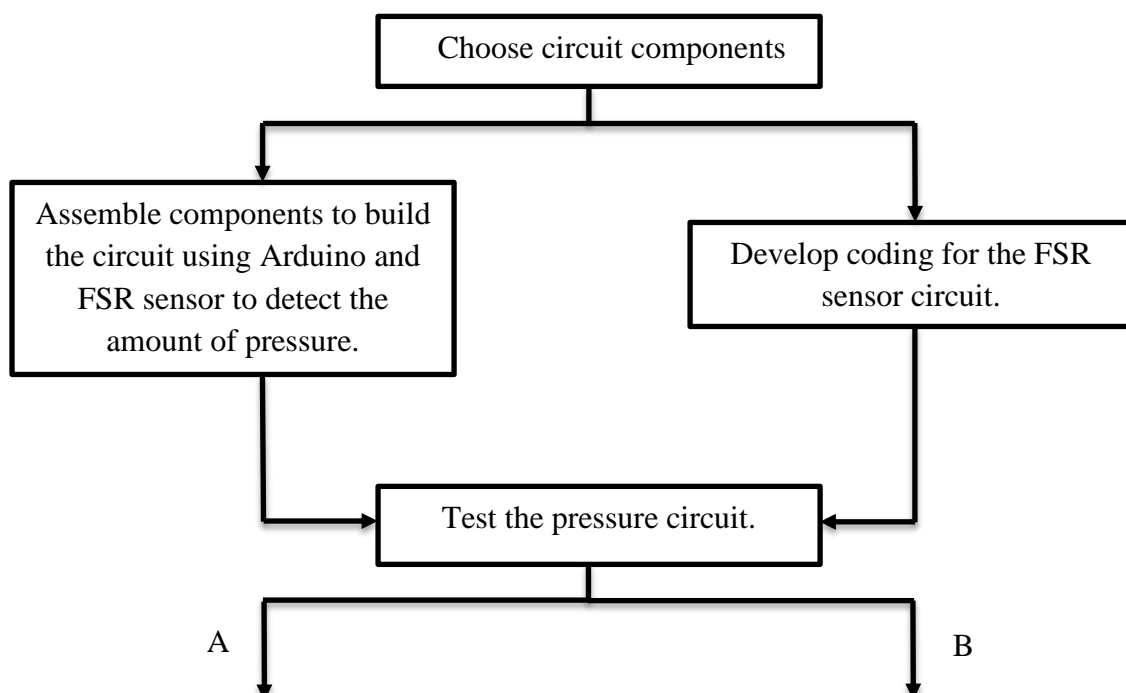 Choose circuit components
Assemble components to build
the circuit using Arduino and
FSR sensor to detect the
amount of pressure.
Develop coding for the FSR
sensor circuit.
Test the pressure circuit.
A
B